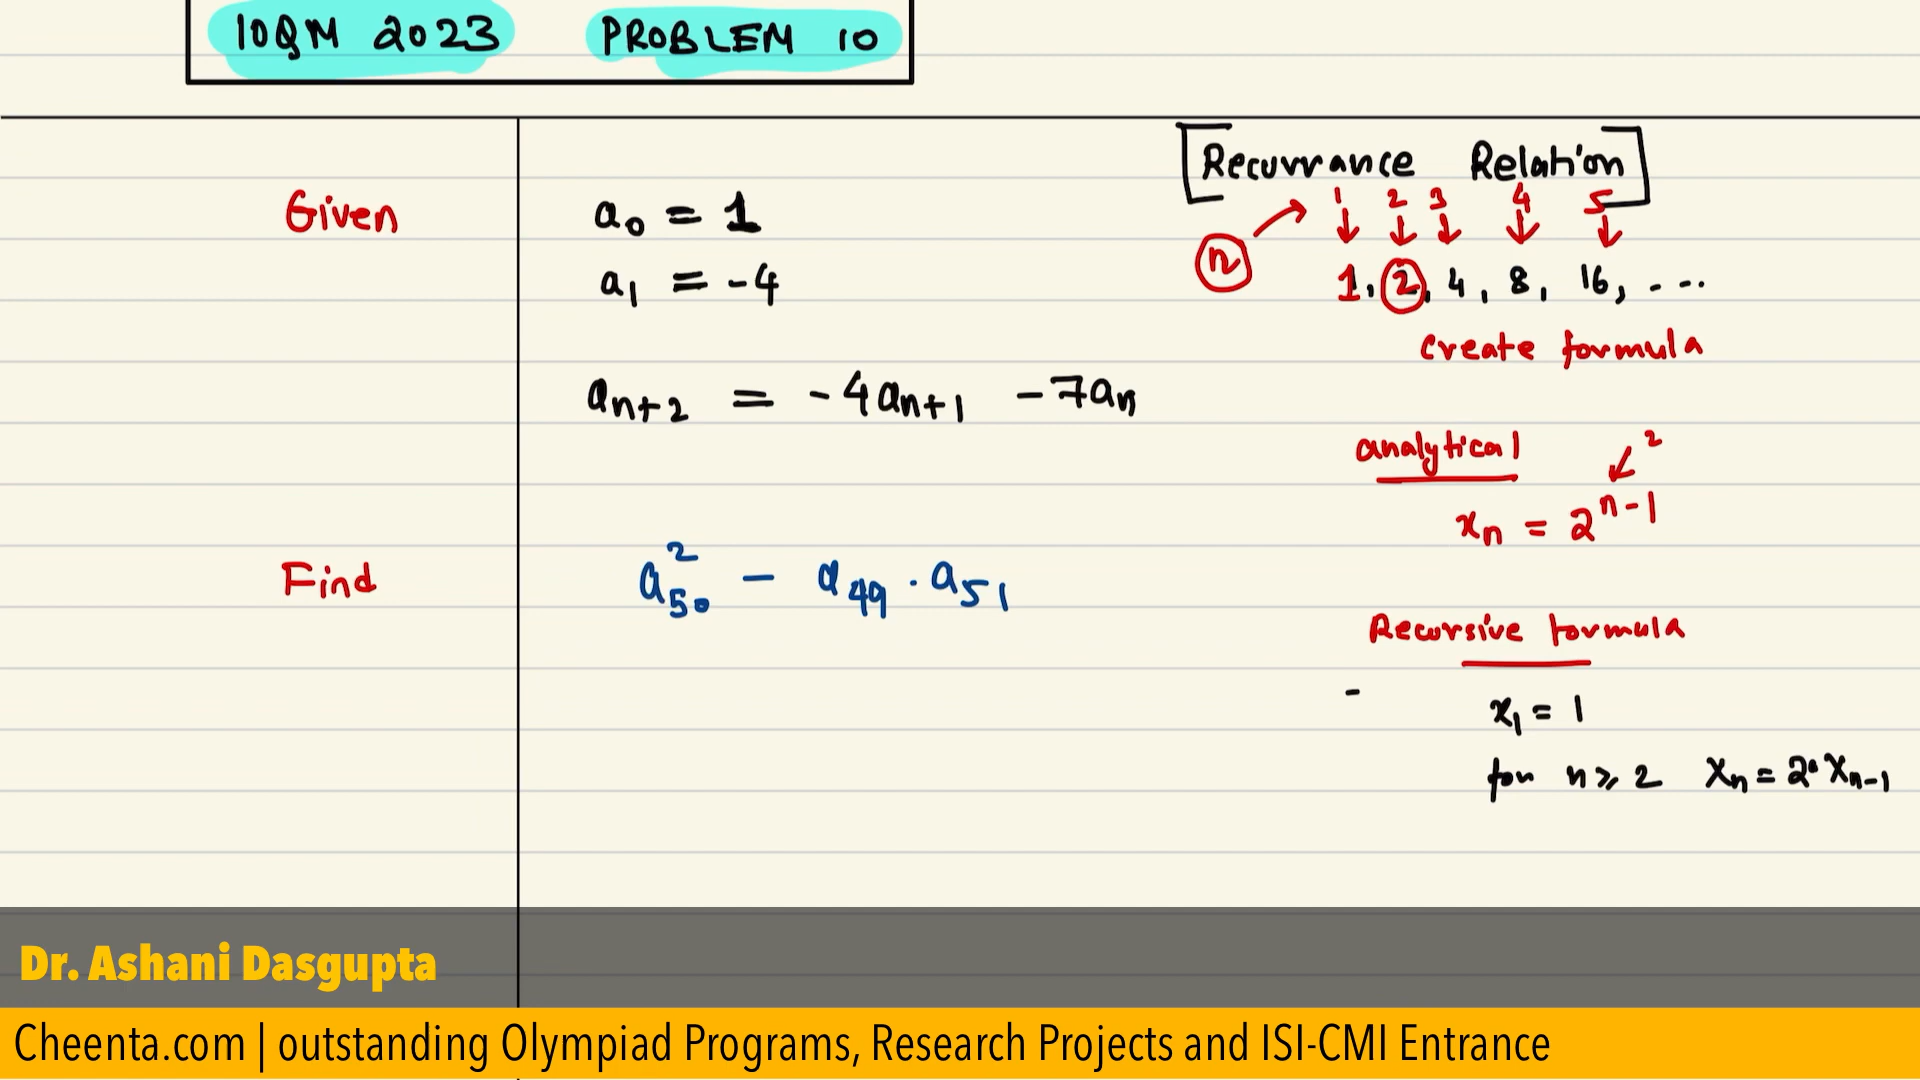 IOQM 2023 PROBLEM 10
Given
a₀ = 1
a₁ = -4
aₙ₊₂ = -4aₙ₊₁ -7aₙ
Find
a₅₀² - a₄₉ · a₅₁
[Recurrance Relation]
1 2 3 4 5
n
1, 2, 4, 8, 16, ...
create formula
analytical
2
xₙ = 2ⁿ⁻¹
Recursive formula
-
x₁ = 1
for n ≥ 2 xₙ = 2·xₙ₋₁
Dr. Ashani Dasgupta
Cheenta.com | outstanding Olympiad Programs, Research Projects and ISI-CMI Entrance